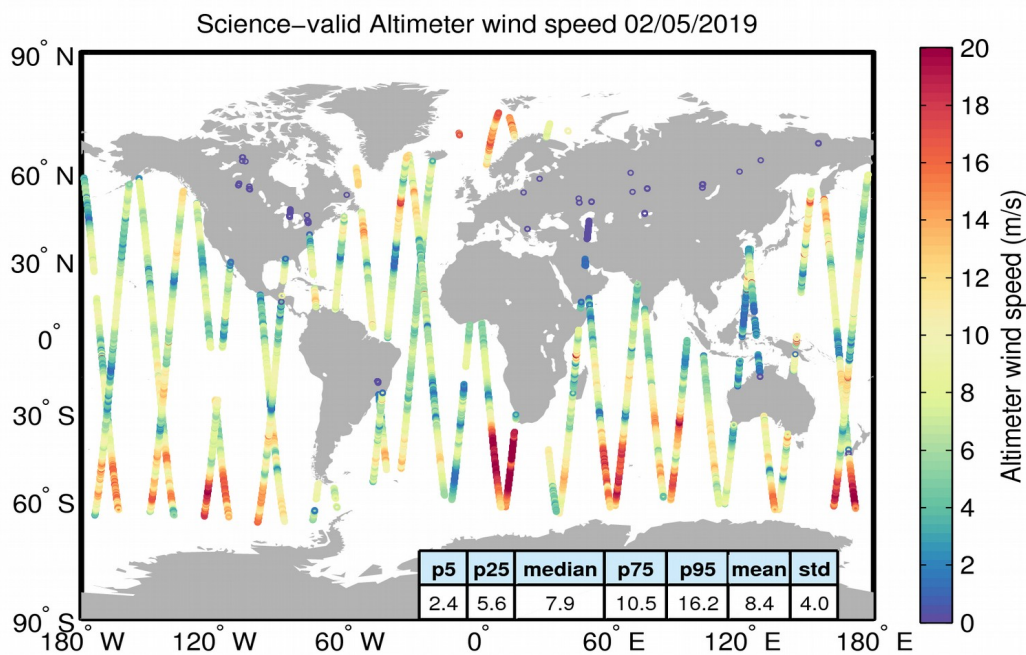 Science−valid Altimeter wind speed 02/05/2019
90° N
60° N
30° N
0°
30° S
60° S
90° S
180° W
120° W
60° W
0°
60° E
120° E
180° E
p5 p25 median p75 p95 mean std
2.4 5.6 7.9 10.5 16.2 8.4 4.0
20
18
16
14
12
10
8
6
4
2
0
Altimeter wind speed (m/s)